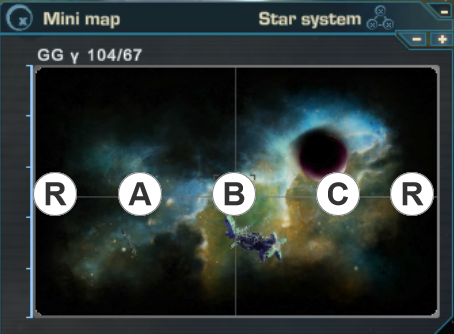 Mini map Star system
GG γ 104/67
R A B C R